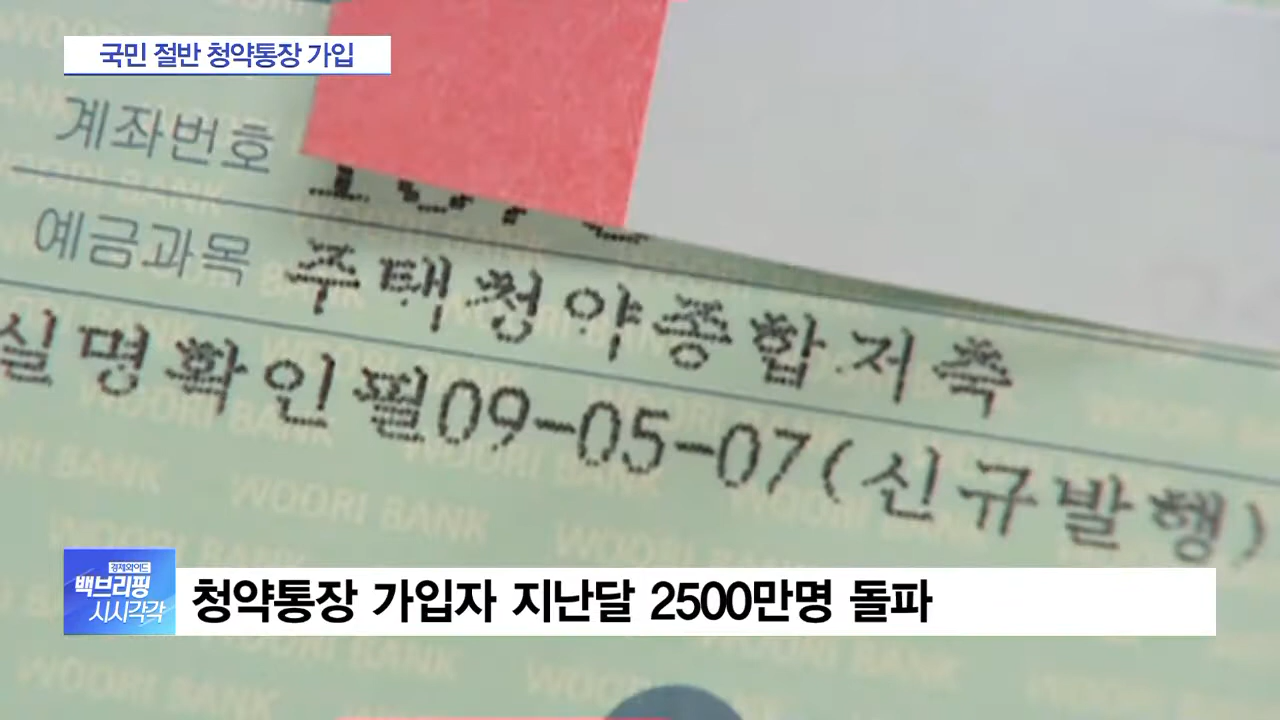 국민 절반 청약통장 가입
계좌번호
예금과목 주택청약종합저축
실명확인필09-05-07(신규발행)
WOORI BANK
경제와이드
백브리핑
시시각각
청약통장 가입자 지난달 2500만명 돌파